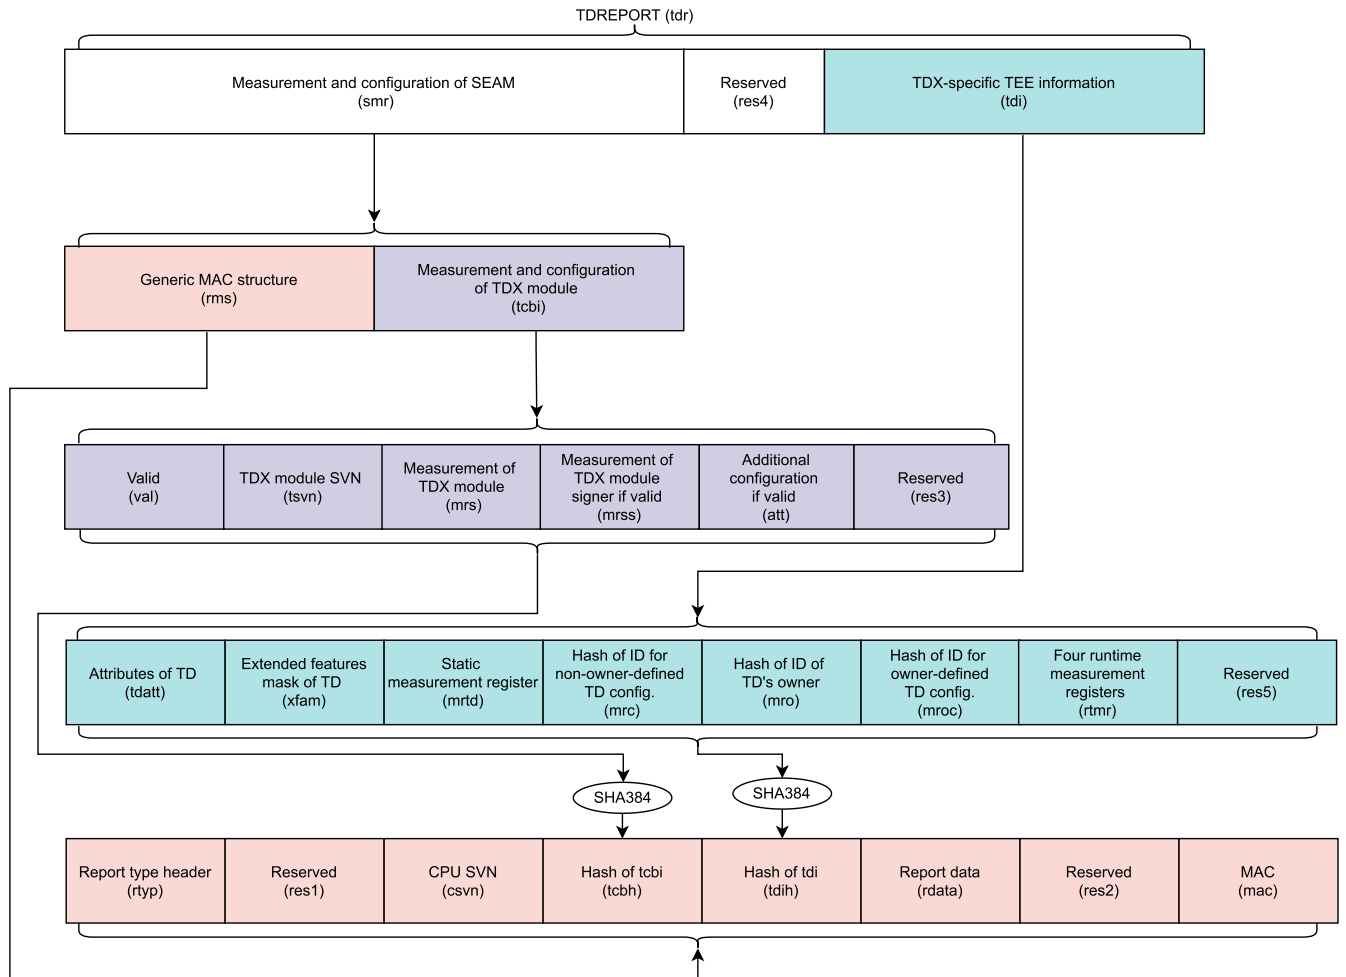 TDREPORT (tdr)
Measurement and configuration of SEAM
(smr)
Reserved
(res4)
TDX-specific TEE information
(tdi)
Generic MAC structure
(rms)
Measurement and configuration
of TDX module
(tcbi)
Valid
(val)
TDX module SVN
(tsvn)
Measurement of
TDX module
(mrs)
Measurement of
TDX module
signer if valid
(mrss)
Additional
configuration
if valid
(att)
Reserved
(res3)
Attributes of TD
(tdatt)
Extended features
mask of TD
(xfam)
Static
measurement register
(mrtd)
Hash of ID for
non-owner-defined
TD config.
(mrc)
Hash of ID of
TD's owner
(mro)
Hash of ID for
owner-defined
TD config.
(mroc)
Four runtime
measurement
registers
(rtmr)
Reserved
(res5)
SHA384
SHA384
Report type header
(rtyp)
Reserved
(res1)
CPU SVN
(csvn)
Hash of tcbi
(tcbh)
Hash of tdi
(tdih)
Report data
(rdata)
Reserved
(res2)
MAC
(mac)